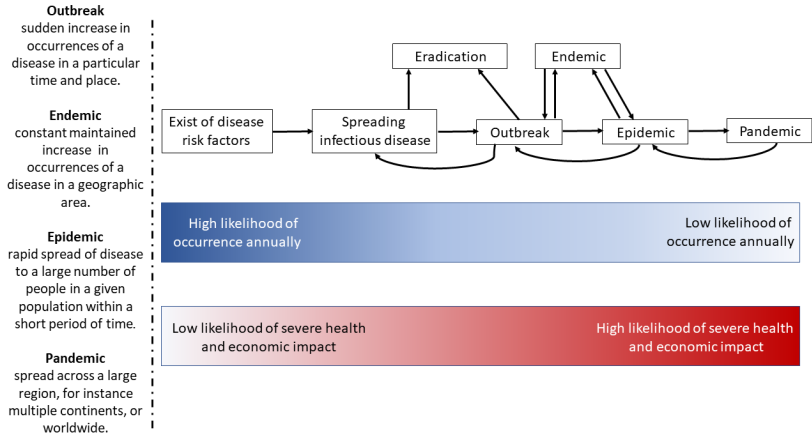 Outbreak
sudden increase in
occurrences of a
disease in a particular
time and place.
Endemic
constant maintained
increase in
occurrences of a
disease in a geographic
area.
Epidemic
rapid spread of disease
to a large number of
people in a given
population within a
short period of time.
Pandemic
spread across a large
region, for instance
multiple continents, or
worldwide.
Eradication
Endemic
Exist of disease
risk factors
Spreading
infectious disease
Outbreak
Epidemic
Pandemic
High likelihood of
occurrence annually
Low likelihood of
occurrence annually
Low likelihood of severe health
and economic impact
High likelihood of severe health
and economic impact